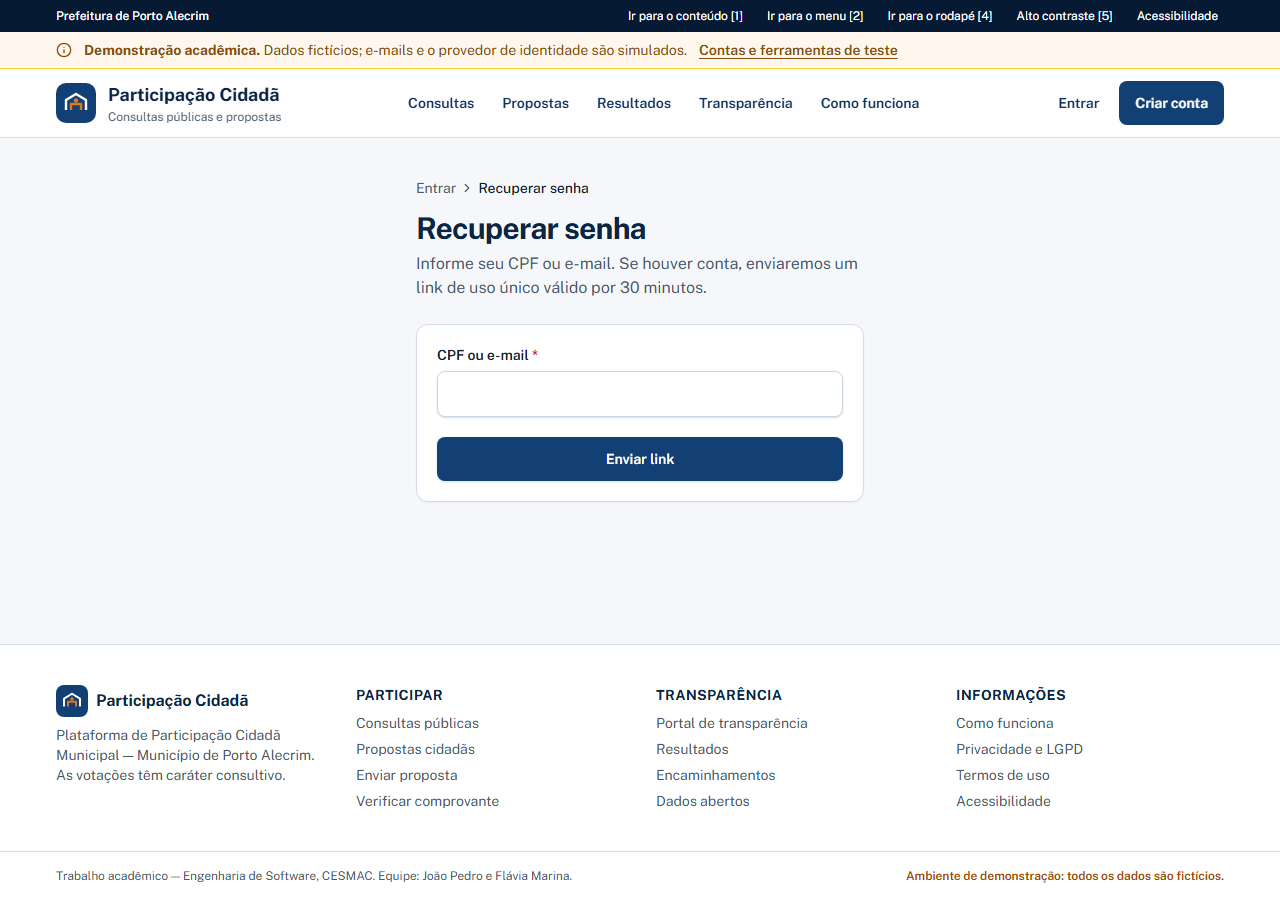 Prefeitura de Porto Alecrim
Ir para o conteúdo [1] Ir para o menu [2] Ir para o rodapé [4] Alto contraste [5] Acessibilidade
Demonstração acadêmica. Dados fictícios; e-mails e o provedor de identidade são simulados. Contas e ferramentas de teste
Participação Cidadã
Consultas públicas e propostas
Consultas Propostas Resultados Transparência Como funciona
Entrar Criar conta
Entrar > Recuperar senha
Recuperar senha
Informe seu CPF ou e-mail. Se houver conta, enviaremos um
link de uso único válido por 30 minutos.
CPF ou e-mail *
Enviar link
Participação Cidadã
Plataforma de Participação Cidadã
Municipal — Município de Porto Alecrim.
As votações têm caráter consultivo.
PARTICIPAR
Consultas públicas
Propostas cidadãs
Enviar proposta
Verificar comprovante
TRANSPARÊNCIA
Portal de transparência
Resultados
Encaminhamentos
Dados abertos
INFORMAÇÕES
Como funciona
Privacidade e LGPD
Termos de uso
Acessibilidade
Trabalho acadêmico — Engenharia de Software, CESMAC. Equipe: João Pedro e Flávia Marina.
Ambiente de demonstração: todos os dados são fictícios.